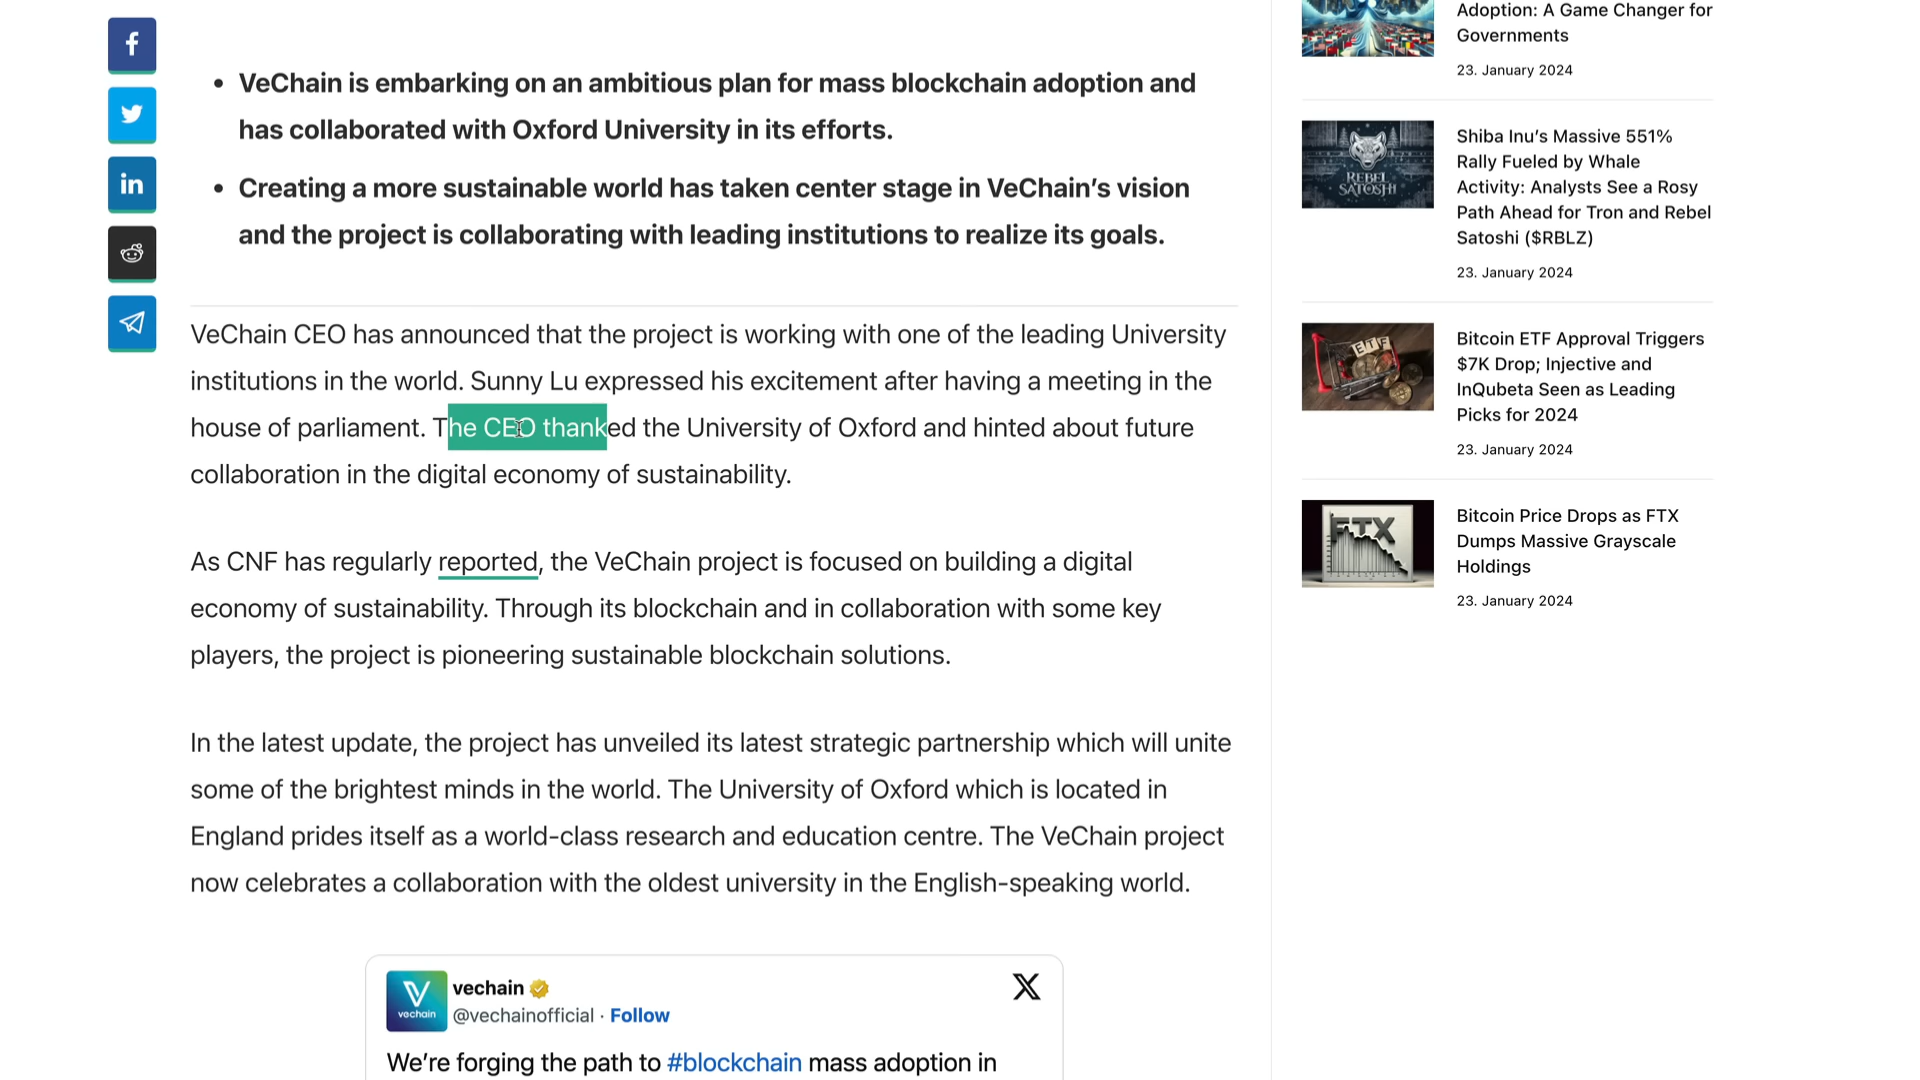 VeChain is embarking on an ambitious plan for mass blockchain adoption and
has collaborated with Oxford University in its efforts.
Creating a more sustainable world has taken center stage in VeChain’s vision
and the project is collaborating with leading institutions to realize its goals.
VeChain CEO has announced that the project is working with one of the leading University
institutions in the world. Sunny Lu expressed his excitement after having a meeting in the
house of parliament. The CEO thanked the University of Oxford and hinted about future
collaboration in the digital economy of sustainability.
As CNF has regularly reported, the VeChain project is focused on building a digital
economy of sustainability. Through its blockchain and in collaboration with some key
players, the project is pioneering sustainable blockchain solutions.
In the latest update, the project has unveiled its latest strategic partnership which will unite
some of the brightest minds in the world. The University of Oxford which is located in
England prides itself as a world-class research and education centre. The VeChain project
now celebrates a collaboration with the oldest university in the English-speaking world.
vechain
vechain
@vechainofficial · Follow
We’re forging the path to #blockchain mass adoption in
Adoption: A Game Changer for
Governments
23. January 2024
REBEL
SATOSHI
Shiba Inu’s Massive 551%
Rally Fueled by Whale
Activity: Analysts See a Rosy
Path Ahead for Tron and Rebel
Satoshi ($RBLZ)
23. January 2024
ETF
Bitcoin ETF Approval Triggers
$7K Drop; Injective and
InQubeta Seen as Leading
Picks for 2024
23. January 2024
FTX
Bitcoin Price Drops as FTX
Dumps Massive Grayscale
Holdings
23. January 2024